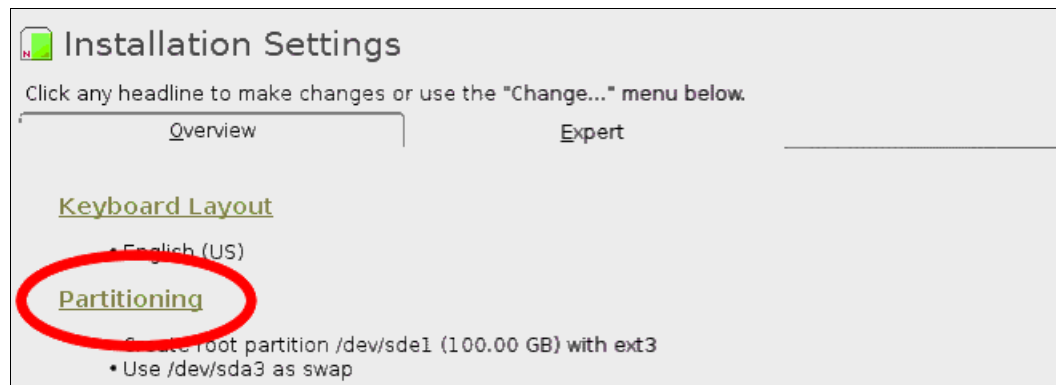 Installation Settings
Click any headline to make changes or use the "Change..." menu below.
Overview Expert
Keyboard Layout
• English (US)
Partitioning
• Create root partition /dev/sde1 (100.00 GB) with ext3
• Use /dev/sda3 as swap